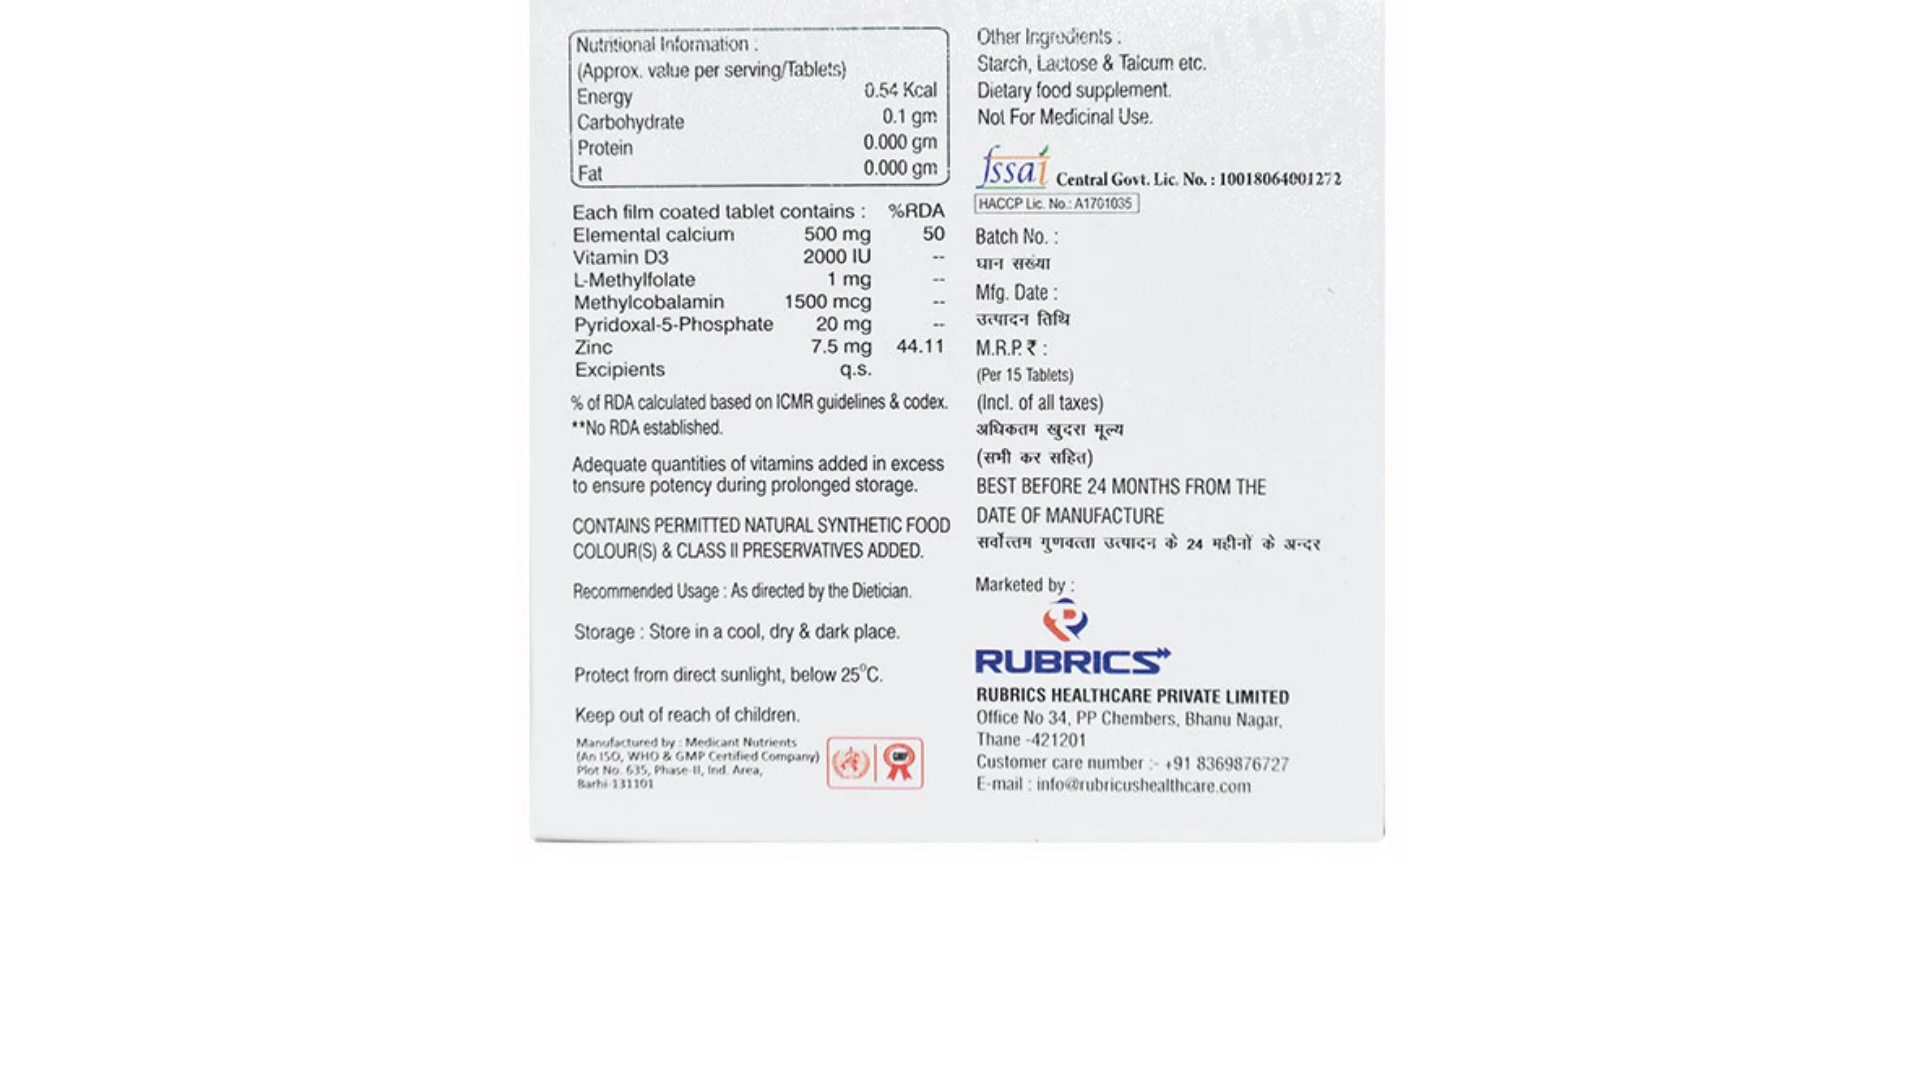 Nutritional Information :
(Approx. value per serving/Tablets)
Energy 0.54 Kcal
Carbohydrate 0.1 gm
Protein 0.000 gm
Fat 0.000 gm
Each film coated tablet contains : %RDA
Elemental calcium 500 mg 50
Vitamin D3 2000 IU --
L-Methylfolate 1 mg --
Methylcobalamin 1500 mcg --
Pyridoxal-5-Phosphate 20 mg --
Zinc 7.5 mg 44.11
Excipients q.s.
% of RDA calculated based on ICMR guidelines & codex.
**No RDA established.
Adequate quantities of vitamins added in excess
to ensure potency during prolonged storage.
CONTAINS PERMITTED NATURAL SYNTHETIC FOOD
COLOUR(S) & CLASS II PRESERVATIVES ADDED.
Recommended Usage : As directed by the Dietician.
Storage : Store in a cool, dry & dark place.
Protect from direct sunlight, below 25°C.
Keep out of reach of children.
Manufactured by : Medicant Nutrients
(An ISO, WHO & GMP Certified Company)
Plot No. 635, Phase-II, Ind. Area,
Barhi-131101
GMP
Other Ingredients :
Starch, Lactose & Talcum etc.
Dietary food supplement.
Not For Medicinal Use.
fssai Central Govt. Lic. No. : 10018064001272
HACCP Lic. No.: A1701035
Batch No. :
घान सख्या
Mfg. Date :
उत्पादन तिथि
M.R.P. ₹ :
(Per 15 Tablets)
(Incl. of all taxes)
अधिकतम खुदरा मूल्य
(सभी कर सहित)
BEST BEFORE 24 MONTHS FROM THE
DATE OF MANUFACTURE
सर्वोत्तम गुणवत्ता उत्पादन के 24 महीनों के अन्दर
Marketed by :
RUBRICS
RUBRICS HEALTHCARE PRIVATE LIMITED
Office No 34, PP Chembers, Bhanu Nagar,
Thane -421201
Customer care number :- +91 8369876727
E-mail : info@rubricushealthcare.com